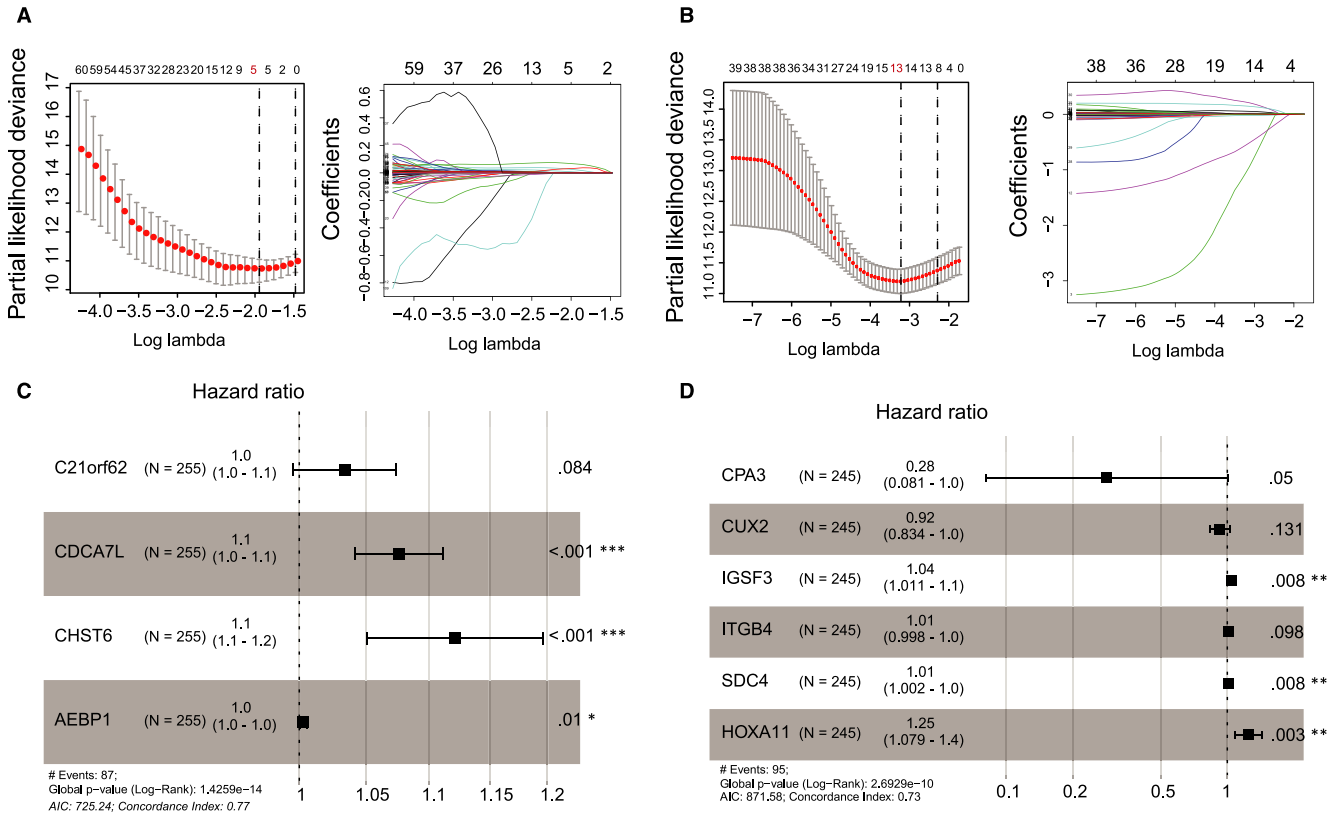 A
60 59 54 45 37 32 28 23 20 15 12 9 5 5 2 0
Partial likelihood deviance
17
16
15
14
13
12
11
10
−4.0 −3.5 −3.0 −2.5 −2.0 −1.5
Log lambda
59 37 26 13 5 2
Coefficients
0.6
0.4
0.2
−0.0
−0.2
−0.4
−0.6
−0.8
−4.0 −3.5 −3.0 −2.5 −2.0 −1.5
Log lambda
B
39 38 38 38 36 34 31 27 24 19 15 13 14 13 8 4 0
Partial likelihood deviance
14.0
13.5
13.0
12.5
12.0
11.5
11.0
−7 −6 −5 −4 −3 −2
Log lambda
38 36 28 19 14 4
Coefficients
0
−1
−2
−3
−7 −6 −5 −4 −3 −2
Log lambda
C
Hazard ratio
C21orf62 (N = 255) 1.0 .084
(1.0 - 1.1)
CDCA7L (N = 255) 1.1 <.001 ***
(1.0 - 1.1)
CHST6 (N = 255) 1.1 <.001 ***
(1.1 - 1.2)
AEBP1 (N = 255) 1.0 .01 *
(1.0 - 1.0)
# Events: 87;
Global p−value (Log−Rank): 1.4259e−14
AIC: 725.24; Concordance Index: 0.77
1 1.05 1.1 1.15 1.2
D
Hazard ratio
CPA3 (N = 245) 0.28 .05
(0.081 - 1.0)
CUX2 (N = 245) 0.92 .131
(0.834 - 1.0)
IGSF3 (N = 245) 1.04 .008 **
(1.011 - 1.1)
ITGB4 (N = 245) 1.01 .098
(0.998 - 1.0)
SDC4 (N = 245) 1.01 .008 **
(1.002 - 1.0)
HOXA11 (N = 245) 1.25 .003 **
(1.079 - 1.4)
# Events: 95;
Global p−value (Log−Rank): 2.6929e−10
AIC: 871.58; Concordance Index: 0.73
0.1 0.2 0.5 1